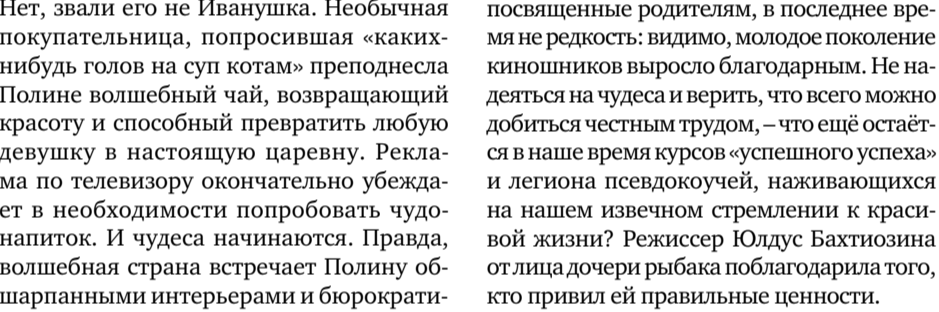 Нет, звали его не Иванушка. Необычная
покупательница, попросившая «каких-
нибудь голов на суп котам» преподнесла
Полине волшебный чай, возвращающий
красоту и способный превратить любую
девушку в настоящую царевну. Рекла-
ма по телевизору окончательно убежда-
ет в необходимости попробовать чудо-
напиток. И чудеса начинаются. Правда,
волшебная страна встречает Полину об-
шарпанными интерьерами и бюрократи-
посвященные родителям, в последнее вре-
мя не редкость: видимо, молодое поколение
киношников выросло благодарным. Не на-
деяться на чудеса и верить, что всего можно
добиться честным трудом, – что ещё остаёт-
ся в наше время курсов «успешного успеха»
и легиона псевдокоучей, наживающихся
на нашем извечном стремлении к краси-
вой жизни? Режиссер Юлдус Бахтиозина
от лица дочери рыбака поблагодарила того,
кто привил ей правильные ценности.